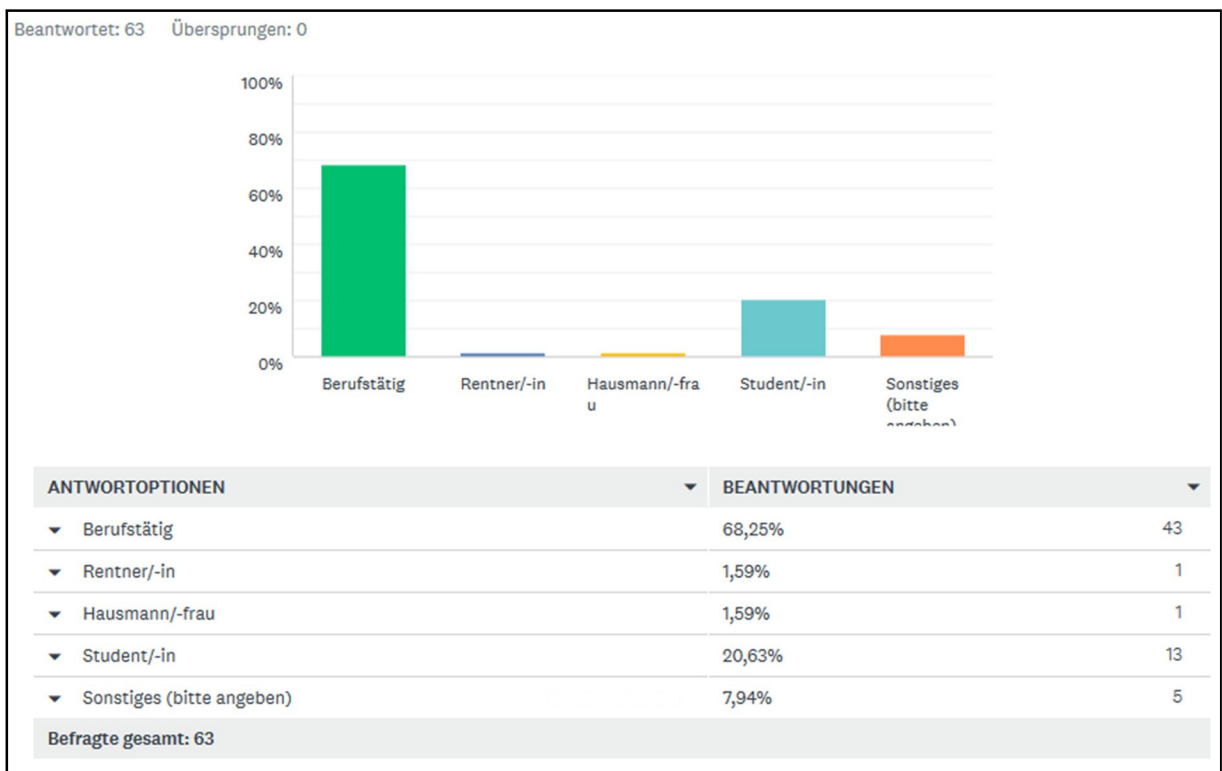 Beantwortet: 63 Übersprungen: 0
100%
80%
60%
40%
20%
0%
Berufstätig Rentner/-in Hausmann/-fra Student/-in Sonstiges
u (bitte
angeben)
ANTWORTOPTIONEN BEANTWORTUNGEN
Berufstätig 68,25% 43
Rentner/-in 1,59% 1
Hausmann/-frau 1,59% 1
Student/-in 20,63% 13
Sonstiges (bitte angeben) 7,94% 5
Befragte gesamt: 63